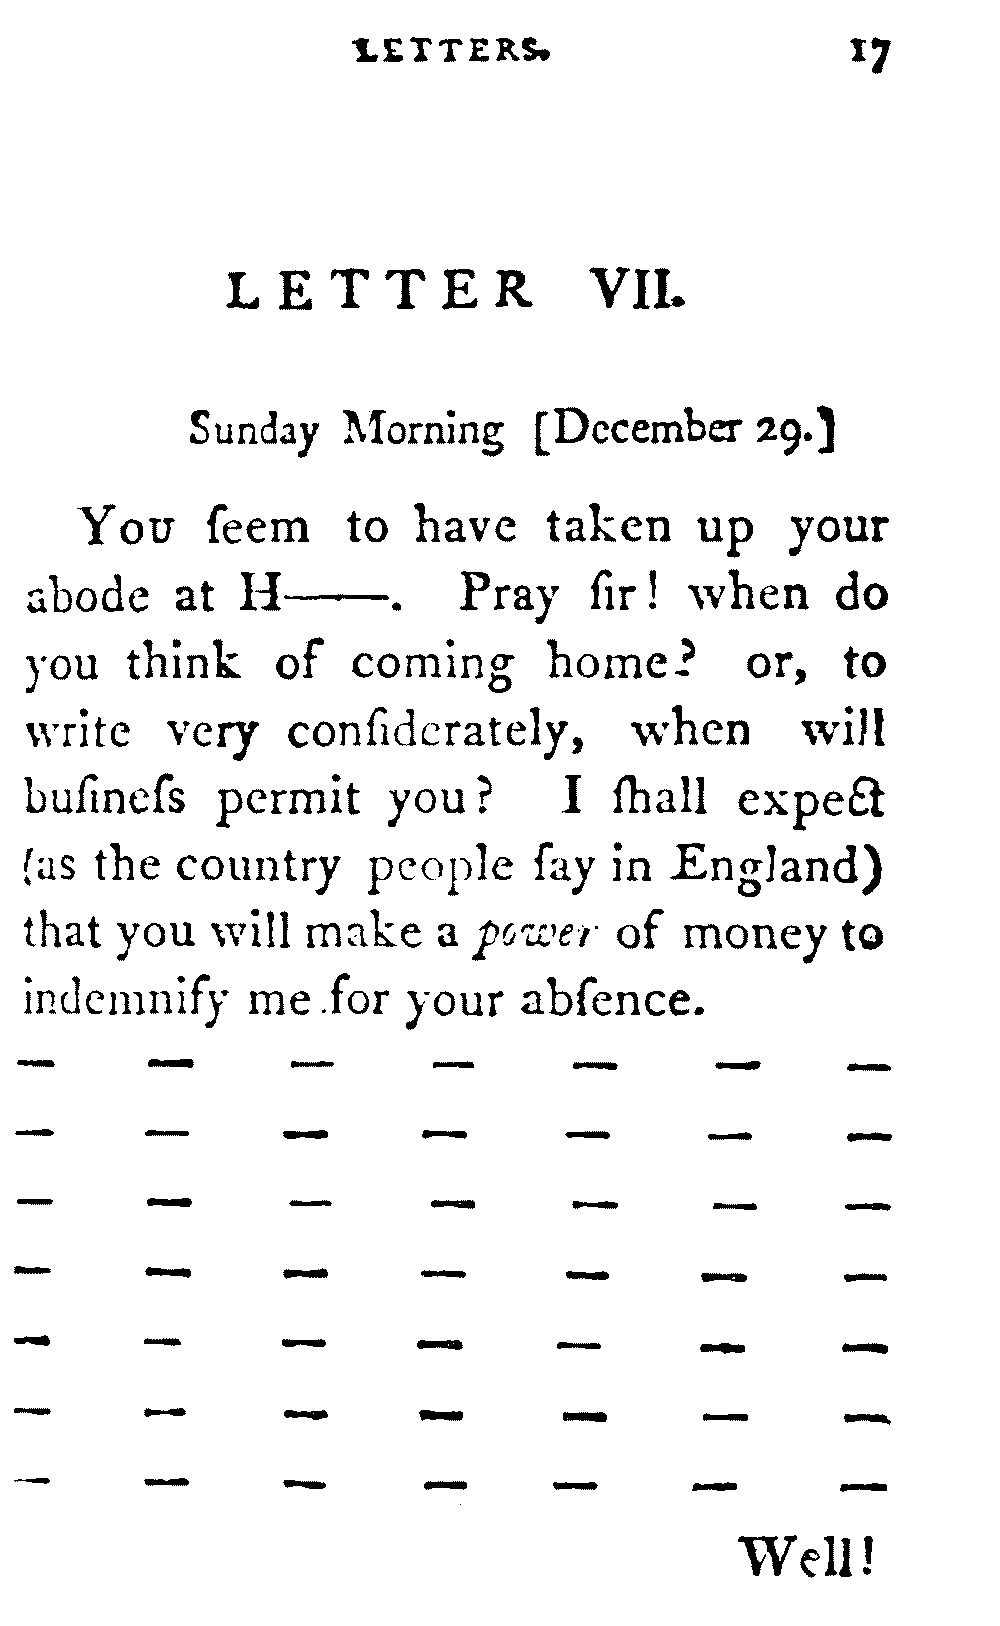 LETTERS. 17
LETTER VII.
Sunday Morning [December 29.]
You ſeem to have taken up your
abode at H——. Pray ſir! when do
you think of coming home? or, to
write very conſiderately, when will
buſineſs permit you? I ſhall expect
(as the country people ſay in England)
that you will make a power of money to
indemnify me for your abſence.
— — — — — — —
— — — — — — —
— — — — — — —
— — — — — — —
— — — — — — —
— — — — — — —
— — — — — — —
Well!